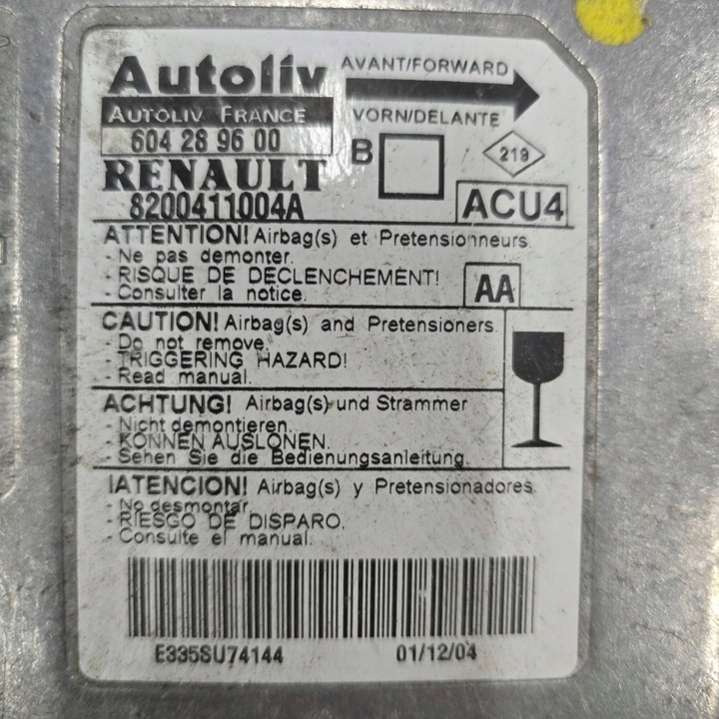 Autoliv
AUTOLIV FRANCE
604 28 96 00
AVANT/FORWARD
VORN/DELANTE
B
219
RENAULT
8200411004A
ACU4
ATTENTION! Airbag(s) et Pretensionneurs.
- Ne pas demonter.
- RISQUE DE DECLENCHEMENT!
- Consulter la notice.
AA
CAUTION! Airbag(s) and Pretensioners.
- Do not remove.
- TRIGGERING HAZARD!
- Read manual.
ACHTUNG! Airbag(s) und Strammer
- Nicht demontieren.
- KONNEN AUSLONEN.
- Sehen Sie die Bedienungsanleitung.
IATENCION! Airbag(s) y Pretensionadores.
- No desmontar.
- RIESGO DE DISPARO.
- Consulte el manual.
E335SU74144
01/12/04